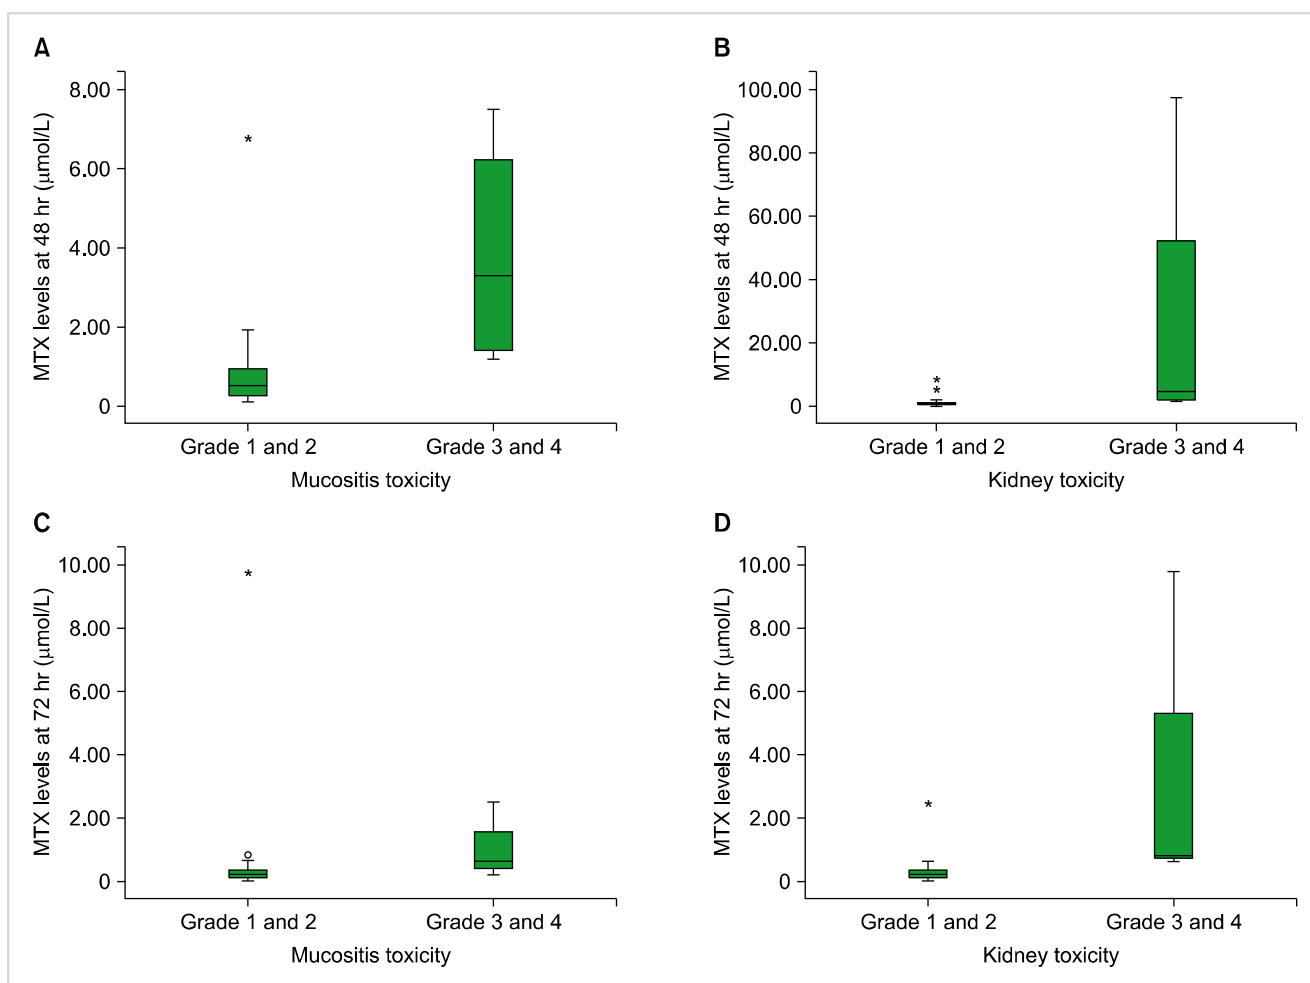 A
MTX levels at 48 hr (μmol/L)
8.00
6.00
4.00
2.00
0
*
Grade 1 and 2
Grade 3 and 4
Mucositis toxicity
B
MTX levels at 48 hr (μmol/L)
100.00
80.00
60.00
40.00
20.00
0
*
*
Grade 1 and 2
Grade 3 and 4
Kidney toxicity
C
MTX levels at 72 hr (μmol/L)
10.00
8.00
6.00
4.00
2.00
0
*
Grade 1 and 2
Grade 3 and 4
Mucositis toxicity
D
MTX levels at 72 hr (μmol/L)
10.00
8.00
6.00
4.00
2.00
0
*
Grade 1 and 2
Grade 3 and 4
Kidney toxicity